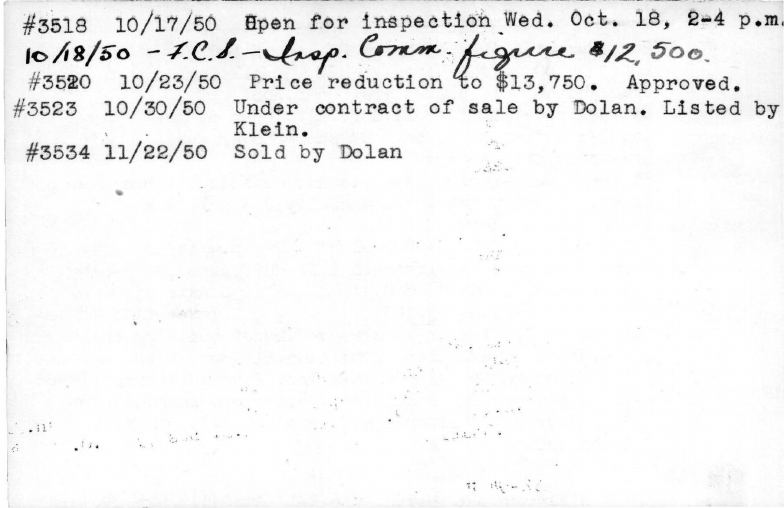 #3518 10/17/50 Open for inspection Wed. Oct. 18, 2-4 p.m.
10/18/50 - I.C.S. - Insp. Comm. figure $12,500.
#3520 10/23/50 Price reduction to $13,750. Approved.
#3523 10/30/50 Under contract of sale by Dolan. Listed by
Klein.
#3534 11/22/50 Sold by Dolan